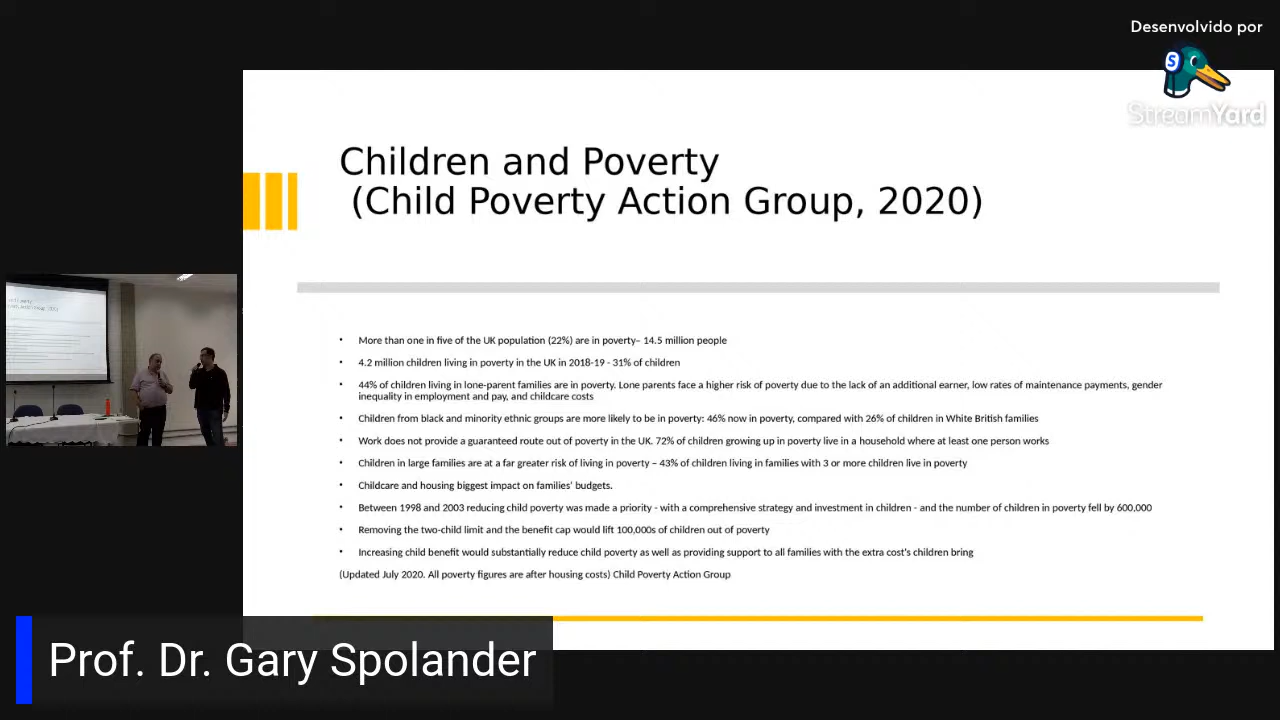 Desenvolvido por
StreamYard
Children and Poverty
(Child Poverty Action Group, 2020)
• More than one in five of the UK population (22%) are in poverty– 14.5 million people
• 4.2 million children living in poverty in the UK in 2018-19 - 31% of children
• 44% of children living in lone-parent families are in poverty. Lone parents face a higher risk of poverty due to the lack of an additional earner, low rates of maintenance payments, gender
inequality in employment and pay, and childcare costs
• Children from black and minority ethnic groups are more likely to be in poverty: 46% now in poverty, compared with 26% of children in White British families
• Work does not provide a guaranteed route out of poverty in the UK. 72% of children growing up in poverty live in a household where at least one person works
• Children in large families are at a far greater risk of living in poverty – 43% of children living in families with 3 or more children live in poverty
• Childcare and housing biggest impact on families' budgets.
• Between 1998 and 2003 reducing child poverty was made a priority - with a comprehensive strategy and investment in children - and the number of children in poverty fell by 600,000
• Removing the two-child limit and the benefit cap would lift 100,000s of children out of poverty
• Increasing child benefit would substantially reduce child poverty as well as providing support to all families with the extra cost's children bring
(Updated July 2020. All poverty figures are after housing costs) Child Poverty Action Group
Prof. Dr. Gary Spolander